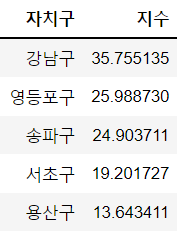 자치구 지수
강남구 35.755135
영등포구 25.988730
송파구 24.903711
서초구 19.201727
용산구 13.643411